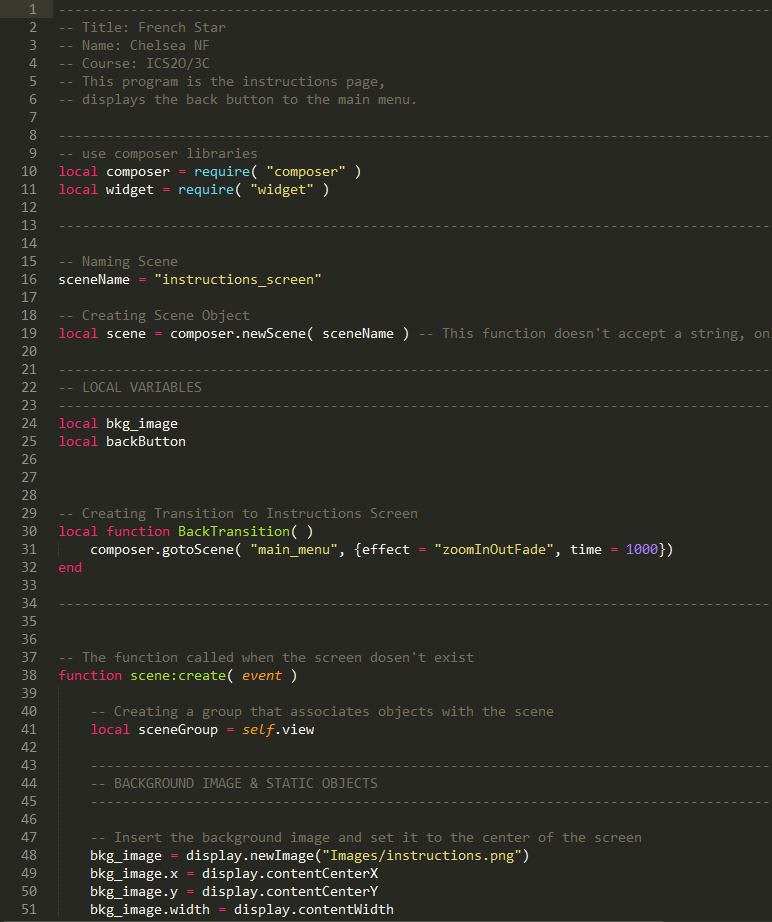 1 --------------------------------------------------------------------------------
2 -- Title: French Star
3 -- Name: Chelsea NF
4 -- Course: ICS2O/3C
5 -- This program is the instructions page,
6 -- displays the back button to the main menu.
7
8 --------------------------------------------------------------------------------
9 -- use composer libraries
10 local composer = require( "composer" )
11 local widget = require( "widget" )
12
13 --------------------------------------------------------------------------------
14
15 -- Naming Scene
16 sceneName = "instructions_screen"
17
18 -- Creating Scene Object
19 local scene = composer.newScene( sceneName ) -- This function doesn't accept a string, on
20
21 --------------------------------------------------------------------------------
22 -- LOCAL VARIABLES
23 --------------------------------------------------------------------------------
24 local bkg_image
25 local backButton
26
27
28
29 -- Creating Transition to Instructions Screen
30 local function BackTransition( )
31     composer.gotoScene( "main_menu", {effect = "zoomInOutFade", time = 1000})
32 end
33
34 --------------------------------------------------------------------------------
35
36
37 -- The function called when the screen dosen't exist
38 function scene:create( event )
39
40     -- Creating a group that associates objects with the scene
41     local sceneGroup = self.view
42
43     --------------------------------------------------------------------------------
44     -- BACKGROUND IMAGE & STATIC OBJECTS
45     --------------------------------------------------------------------------------
46
47     -- Insert the background image and set it to the center of the screen
48     bkg_image = display.newImage("Images/instructions.png")
49     bkg_image.x = display.contentCenterX
50     bkg_image.y = display.contentCenterY
51     bkg_image.width = display.contentWidth